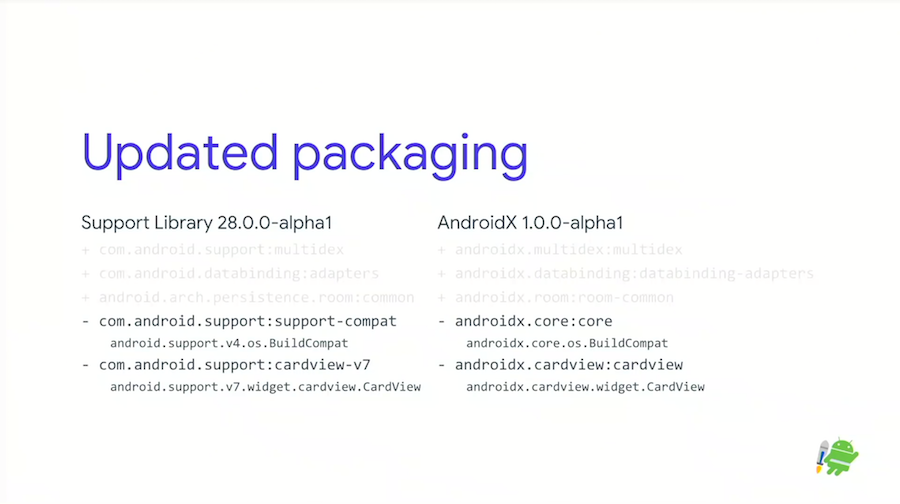 Updated packaging
Support Library 28.0.0-alpha1
+ com.android.support:multidex
+ com.android.databinding:adapters
+ android.arch.persistence.room:common
- com.android.support:support-compat
android.support.v4.os.BuildCompat
- com.android.support:cardview-v7
android.support.v7.widget.cardview.CardView
AndroidX 1.0.0-alpha1
+ androidx.multidex:multidex
+ androidx.databinding:databinding-adapters
+ androidx.room:room-common
- androidx.core:core
androidx.core.os.BuildCompat
- androidx.cardview:cardview
androidx.cardview.widget.CardView